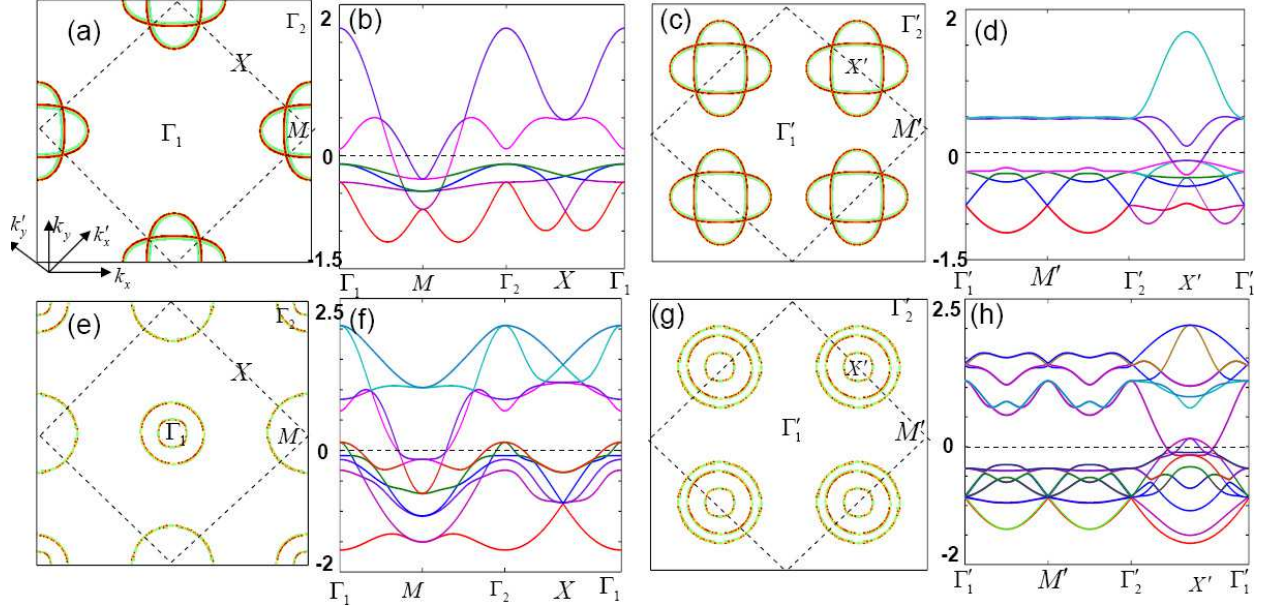 (a)
Γ₂
X
Γ₁
M
k'y
ky
k'x
kx
(b)
2
0
-1.5
Γ₁ M Γ₂ X Γ₁
(c)
Γ'₂
X'
Γ'₁
M'
(d)
2
0
-1.5
Γ'₁ M' Γ'₂ X' Γ'₁
(e)
Γ₂
X
Γ₁
M
(f)
2.5
0
-2
Γ₁ M Γ₂ X Γ₁
(g)
Γ'₂
X'
Γ'₁
M'
(h)
2.5
0
-2
Γ'₁ M' Γ'₂ X' Γ'₁